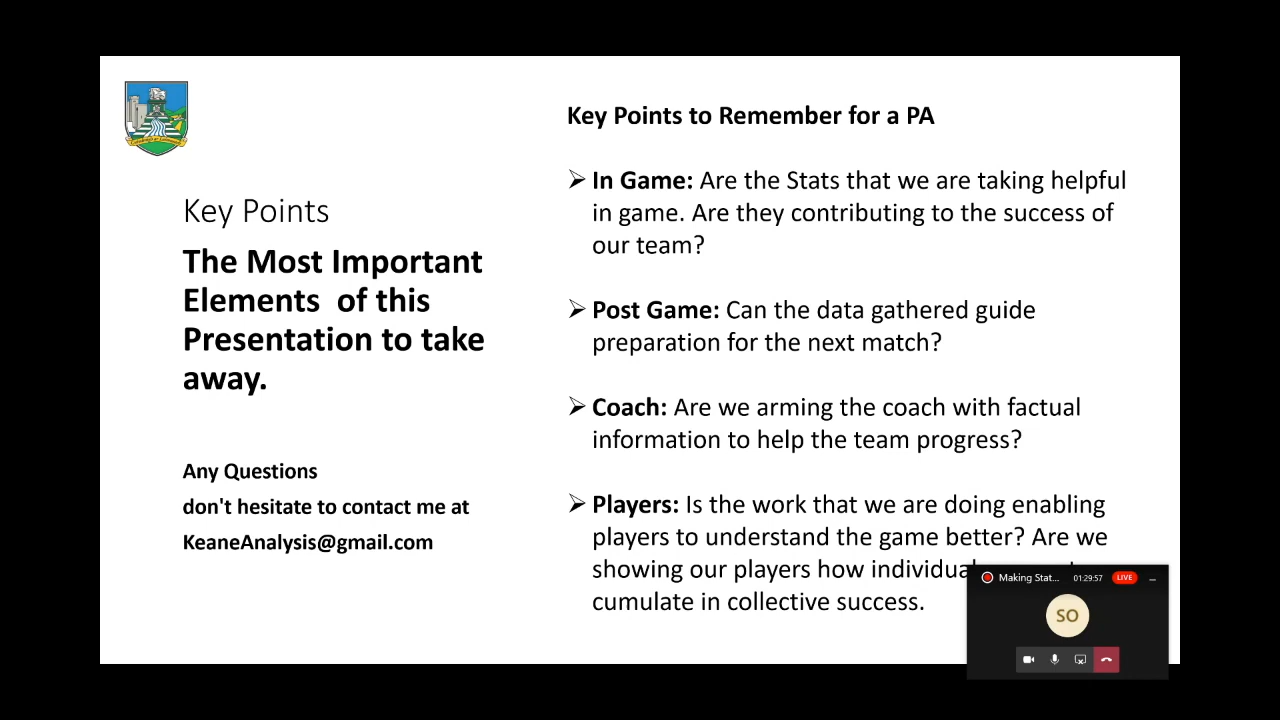 Key Points
The Most Important
Elements of this
Presentation to take
away.
Any Questions
don't hesitate to contact me at
KeaneAnalysis@gmail.com
Key Points to Remember for a PA
➢ In Game: Are the Stats that we are taking helpful
in game. Are they contributing to the success of
our team?
➢ Post Game: Can the data gathered guide
preparation for the next match?
➢ Coach: Are we arming the coach with factual
information to help the team progress?
➢ Players: Is the work that we are doing enabling
players to understand the game better? Are we
showing our players how individual
cumulate in collective success.
Making Stat... 01:29:57 LIVE
SO